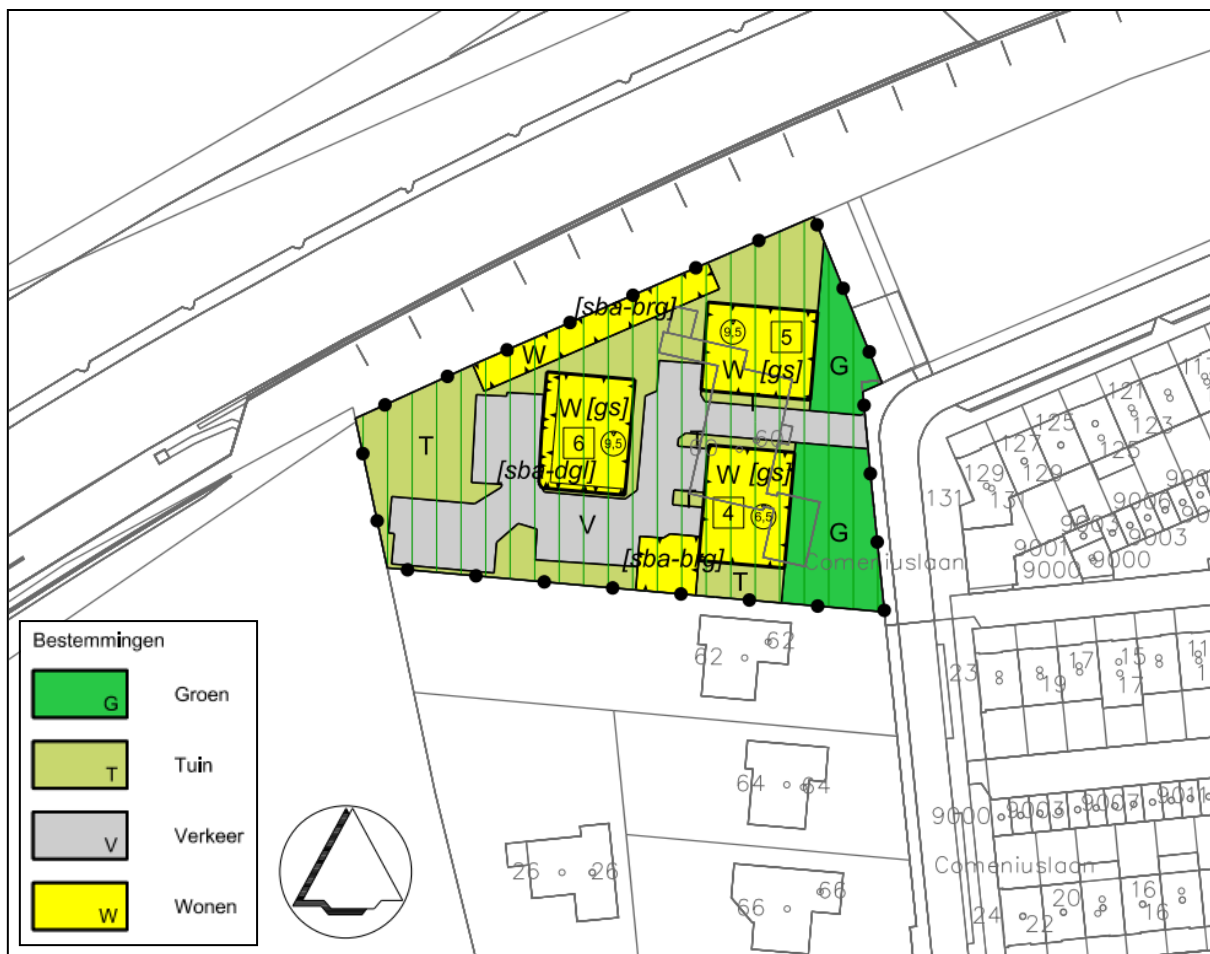 [sba-brg]
W
9,5
5
W [gs]
G
T
W [gs]
6
9,5
[sba-dgl]
T
V
60
60
W [gs]
4
6,5
G
[sba-brg]
T
Comeniuslaan
121
123
125
125
127
129
129
131
13
9006
9003
9003
9001
9000
9000
62
62
23
19
17
17
15
11
64
64
9000
9003
9007
9011
Comeniuslaan
26
26
66
66
24
22
20
16
16
Bestemmingen
G Groen
T Tuin
V Verkeer
W Wonen